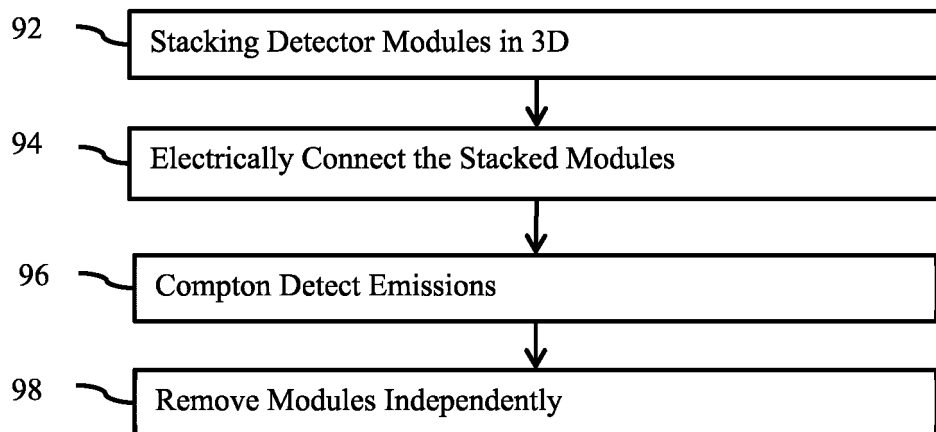 92 Stacking Detector Modules in 3D
94 Electrically Connect the Stacked Modules
96 Compton Detect Emissions
98 Remove Modules Independently